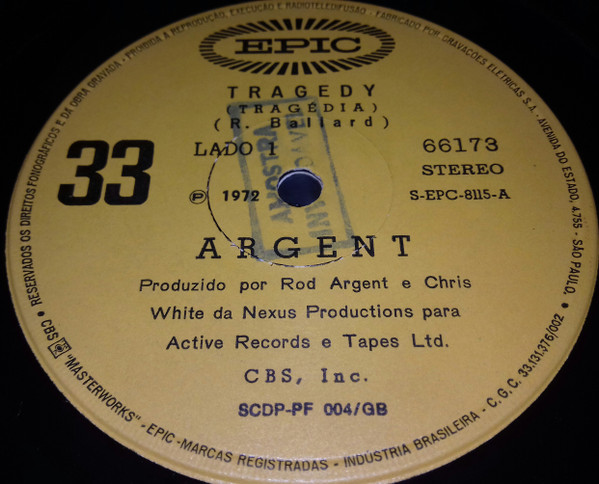 EPIC
TRAGEDY
(TRAGÉDIA)
(R. Ballard)
LADO 1
66173
STEREO
33
℗ 1972
S-EPC-8115-A
AMOSTRA
ARGENT
Produzido por Rod Argent e Chris
White da Nexus Productions para
Active Records e Tapes Ltd.
CBS, Inc.
SCDP-PF 004/GB
RESERVADOS OS DIREITOS FONOGRÁFICOS E DA OBRA GRAVADA - PROIBIDA A REPRODUÇÃO, EXECUÇÃO E RADIOTELEDIFUSÃO - FABRICADO POR GRAVAÇÕES ELÉTRICAS S.A. - AVENIDA DO ESTADO, 4.755 - SÃO PAULO.
CBS "MASTERWORKS" - EPIC - MARCAS REGISTRADAS - INDÚSTRIA BRASILEIRA - C.G.C. 33.131.376/002